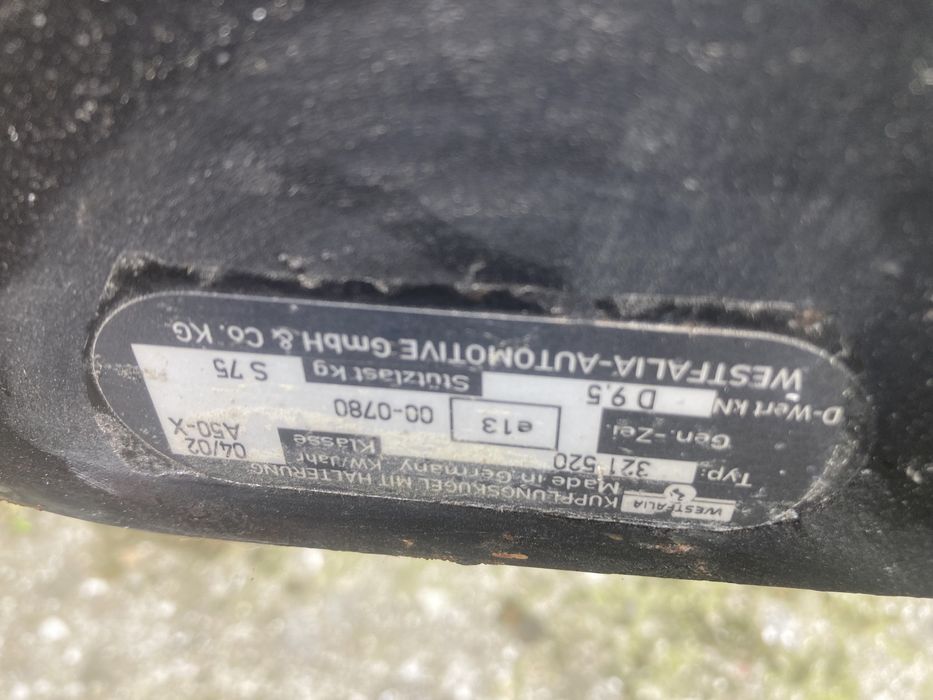 WESTFALIA KUPPLUNGSKUGEL MIT HALTERUNG
Made in Germany KW/Jahr 04/02
Typ: 321 520 Klasse A50-X
Gen.-Zei. e13 00-0780
D-Wert kN D 9.5 Stützlast kg S 75
WESTFALIA-AUTOMOTIVE GmbH & Co. KG